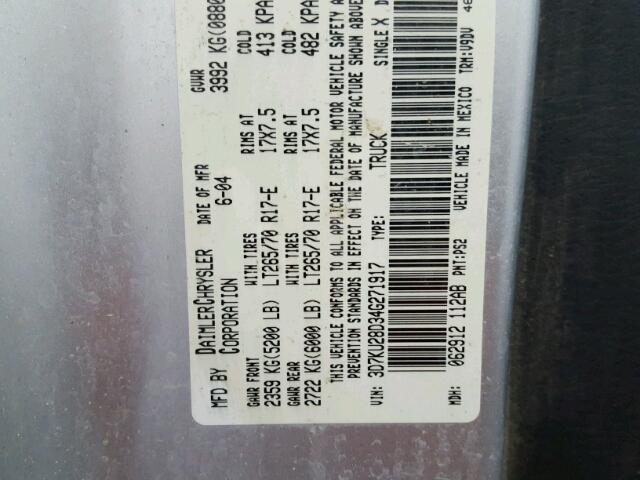 MFD BY DAIMLERCHRYSLER CORPORATION DATE OF MFR 6-04 GVWR 3992 KG(0880
GAWR FRONT WITH TIRES RIMS AT COLD
2359 KG(5200 LB) LT265/70 R17-E 17X7.5 413 KPA
GAWR REAR WITH TIRES RIMS AT COLD
2722 KG(6000 LB) LT265/70 R17-E 17X7.5 482 KPA
THIS VEHICLE CONFORMS TO ALL APPLICABLE FEDERAL MOTOR VEHICLE SAFETY A
PREVENTION STANDARDS IN EFFECT ON THE DATE OF MANUFACTURE SHOWN ABOVE
VIN: 3D7KU28D34G271917 TYPE: TRUCK SINGLE X D
MDH: 062912 112AB PNT:PS2 VEHICLE MADE IN MEXICO TRM:V9DV 48